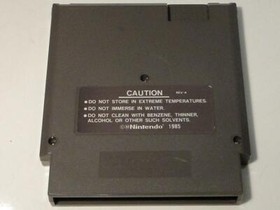 CAUTION
●DO NOT STORE IN EXTREME TEMPERATURES.
●DO NOT IMMERSE IN WATER.
●DO NOT CLEAN WITH BENZENE, THINNER,
ALCOHOL OR OTHER SUCH SOLVENTS.
©®Nintendo® 1985